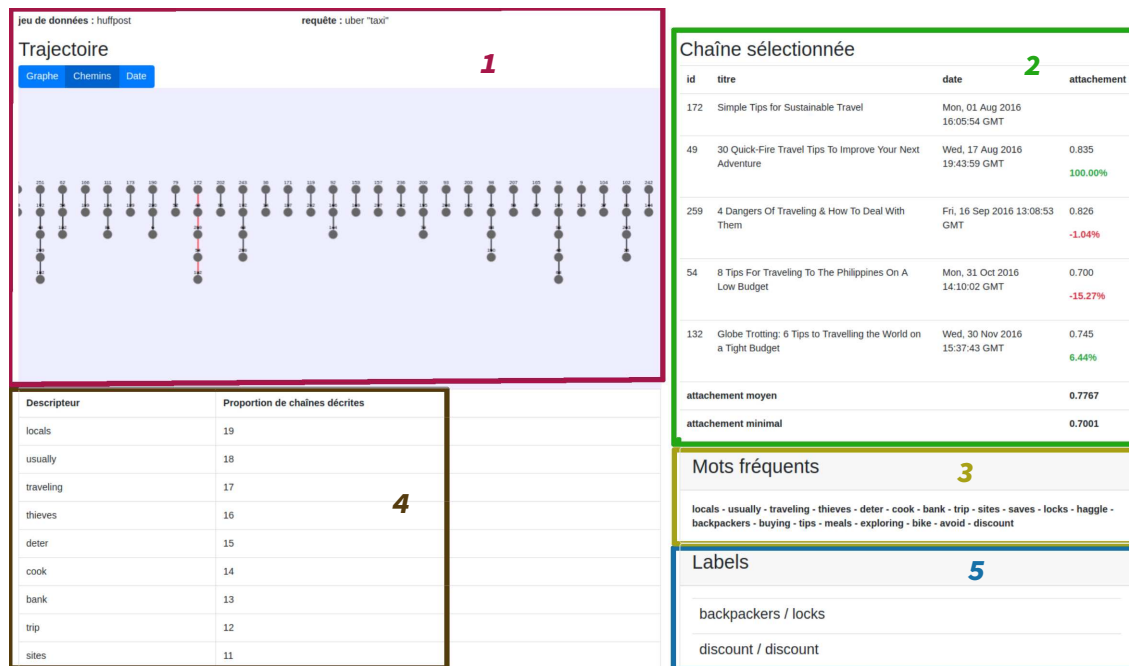 jeu de données : huffpost
requête : uber "taxi"
Trajectoire
1
Graphe Chemins Date
Descripteur Proportion de chaînes décrites
locals 19
usually 18
traveling 17
thieves 16
4
deter 15
cook 14
bank 13
trip 12
sites 11
Chaîne sélectionnée
2
id titre date attachement
172 Simple Tips for Sustainable Travel Mon, 01 Aug 2016
16:05:54 GMT
49 30 Quick-Fire Travel Tips To Improve Your Next Wed, 17 Aug 2016 0.835
Adventure 19:43:59 GMT
100.00%
259 4 Dangers Of Traveling & How To Deal With Fri, 16 Sep 2016 13:08:53 0.826
Them GMT
-1.04%
54 8 Tips For Traveling To The Philippines On A Mon, 31 Oct 2016 0.700
Low Budget 14:10:02 GMT
-15.27%
132 Globe Trotting: 6 Tips to Travelling the World on Wed, 30 Nov 2016 0.745
a Tight Budget 15:37:43 GMT
6.44%
attachement moyen 0.7767
attachement minimal 0.7001
Mots fréquents
3
locals - usually - traveling - thieves - deter - cook - bank - trip - sites - saves - locks - haggle -
backpackers - buying - tips - meals - exploring - bike - avoid - discount
Labels
5
backpackers / locks
discount / discount